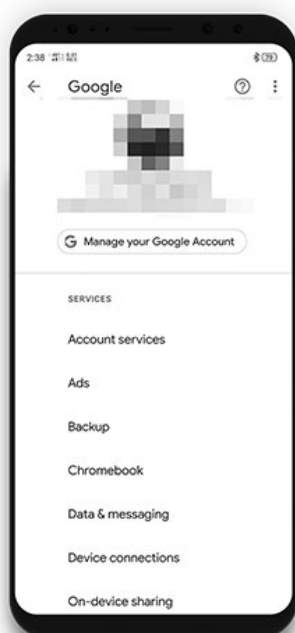 2:38
Google
G Manage your Google Account
SERVICES
Account services
Ads
Backup
Chromebook
Data & messaging
Device connections
On-device sharing